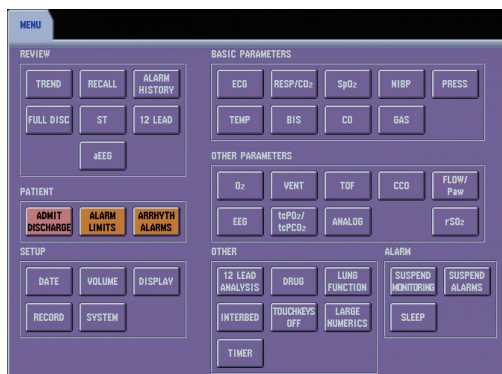 MENU
REVIEW
TREND
RECALL
ALARM
HISTORY
FULL DISC
ST
12 LEAD
aEEG
PATIENT
ADMIT
DISCHARGE
ALARM
LIMITS
ARRHYTH
ALARMS
SETUP
DATE
VOLUME
DISPLAY
RECORD
SYSTEM
BASIC PARAMETERS
ECG
RESP/CO₂
SpO₂
NIBP
PRESS
TEMP
BIS
CO
GAS
OTHER PARAMETERS
O₂
VENT
TOF
CCO
FLOW/
Paw
EEG
tcPO₂/
tcPCO₂
ANALOG
rSO₂
OTHER
12 LEAD
ANALYSIS
DRUG
LUNG
FUNCTION
INTERBED
TOUCHKEYS
OFF
LARGE
NUMERICS
TIMER
ALARM
SUSPEND
MONITORING
SUSPEND
ALARMS
SLEEP